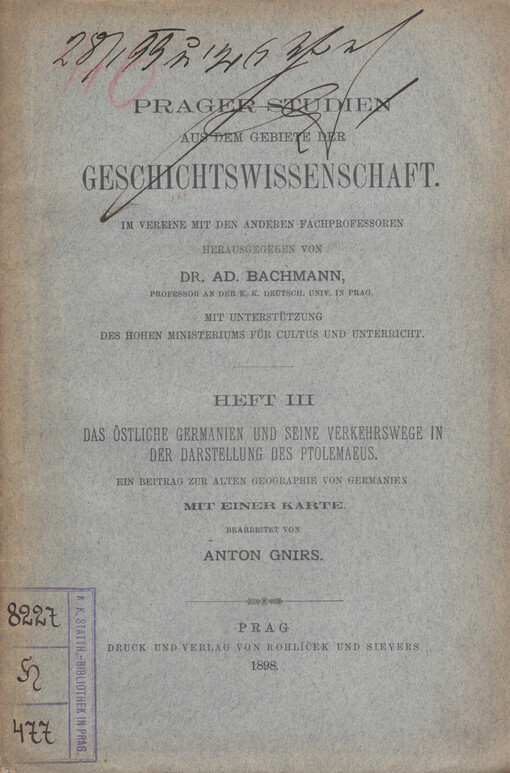 PRAGER STUDIEN
AUS DEM GEBIETE DER
GESCHICHTSWISSENSCHAFT.
IM VEREINE MIT DEN ANDEREN FACHPROFESSOREN
HERAUSGEGEBEN VON
DR. AD. BACHMANN,
PROFESSOR AN DER K. K. DEUTSCH. UNIV. IN PRAG.
MIT UNTERSTÜTZUNG
DES HOHEN MINISTERIUMS FÜR CULTUS UND UNTERRICHT.
HEFT III
DAS ÖSTLICHE GERMANIEN UND SEINE VERKEHRSWEGE IN
DER DARSTELLUNG DES PTOLEMAEUS.
EIN BEITRAG ZUR ALTEN GEOGRAPHIE VON GERMANIEN
MIT EINER KARTE.
BEARBEITET VON
ANTON GNIRS.
PRAG
DRUCK UND VERLAG VON ROHLÍČEK UND SIEVERS
1898.
K. K. STATTH.-BIBLIOTHEK IN PRAG.
8227
477